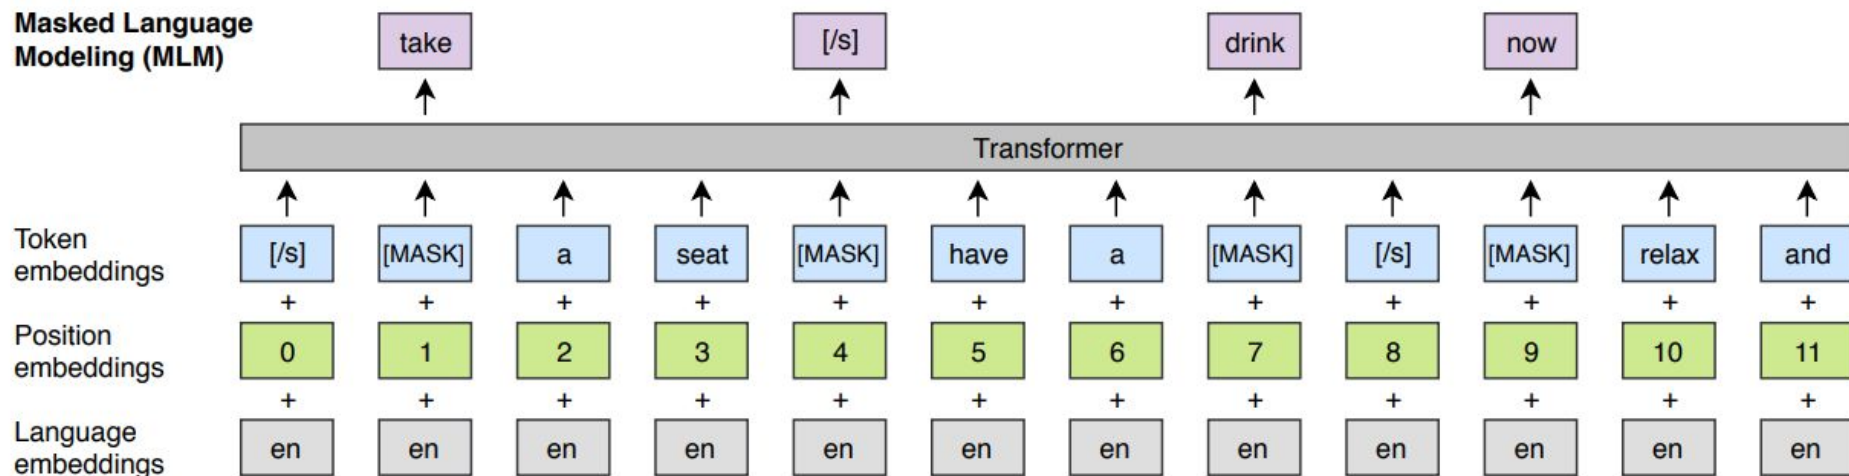 Masked Language
Modeling (MLM)
take [/s] drink now
Transformer
Token
embeddings
[/s] [MASK] a seat [MASK] have a [MASK] [/s] [MASK] relax and
+ + + + + + + + + + + +
Position
embeddings
0 1 2 3 4 5 6 7 8 9 10 11
+ + + + + + + + + + + +
Language
embeddings
en en en en en en en en en en en en